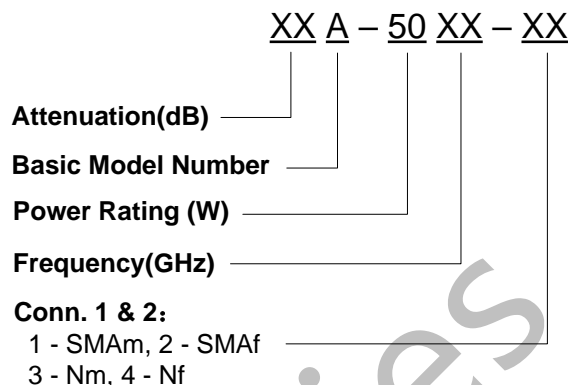 XX A – 50 XX – XX
Attenuation(dB)
Basic Model Number
Power Rating (W)
Frequency(GHz)
Conn. 1 & 2：
1 - SMAm, 2 - SMAf
3 - Nm, 4 - Nf